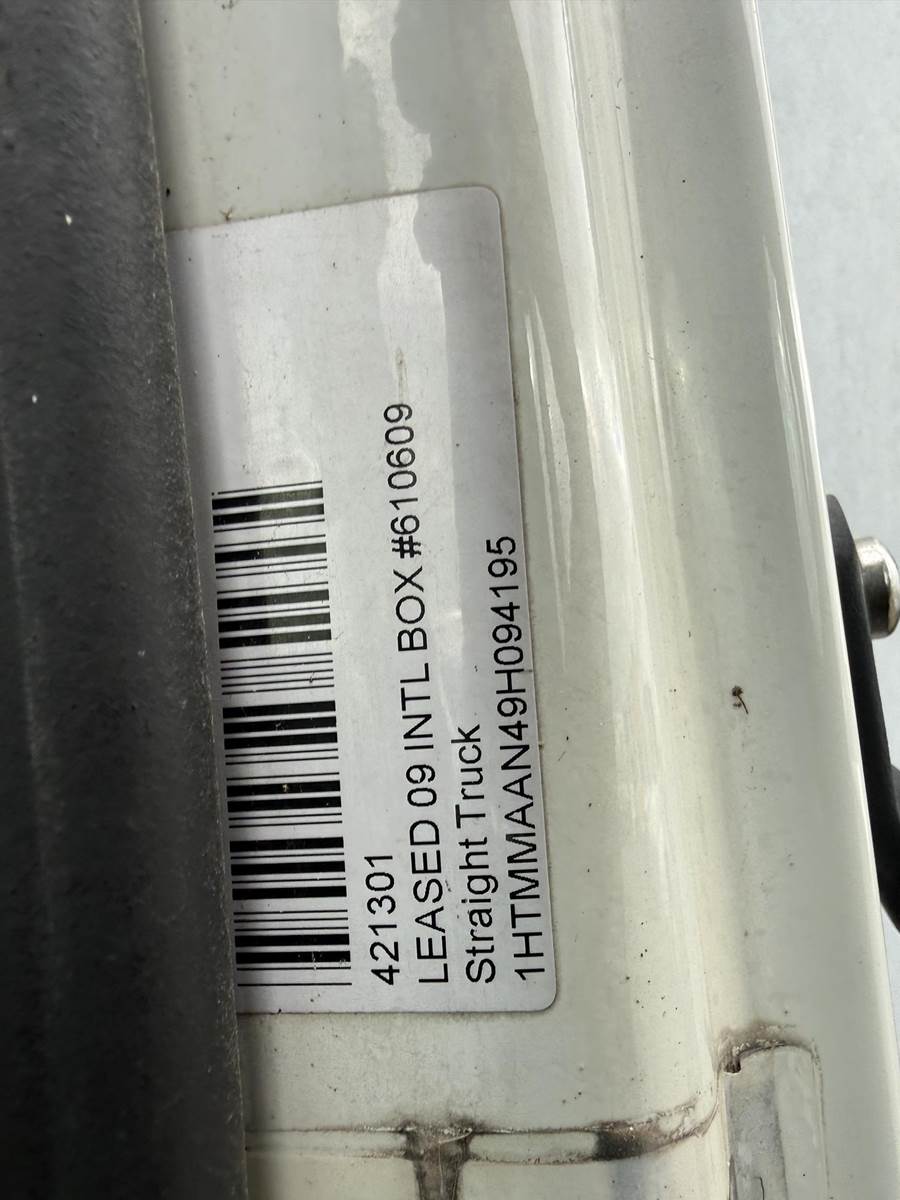 421301
LEASED 09 INTL BOX #610609
Straight Truck
1HTMMAAN49H094195